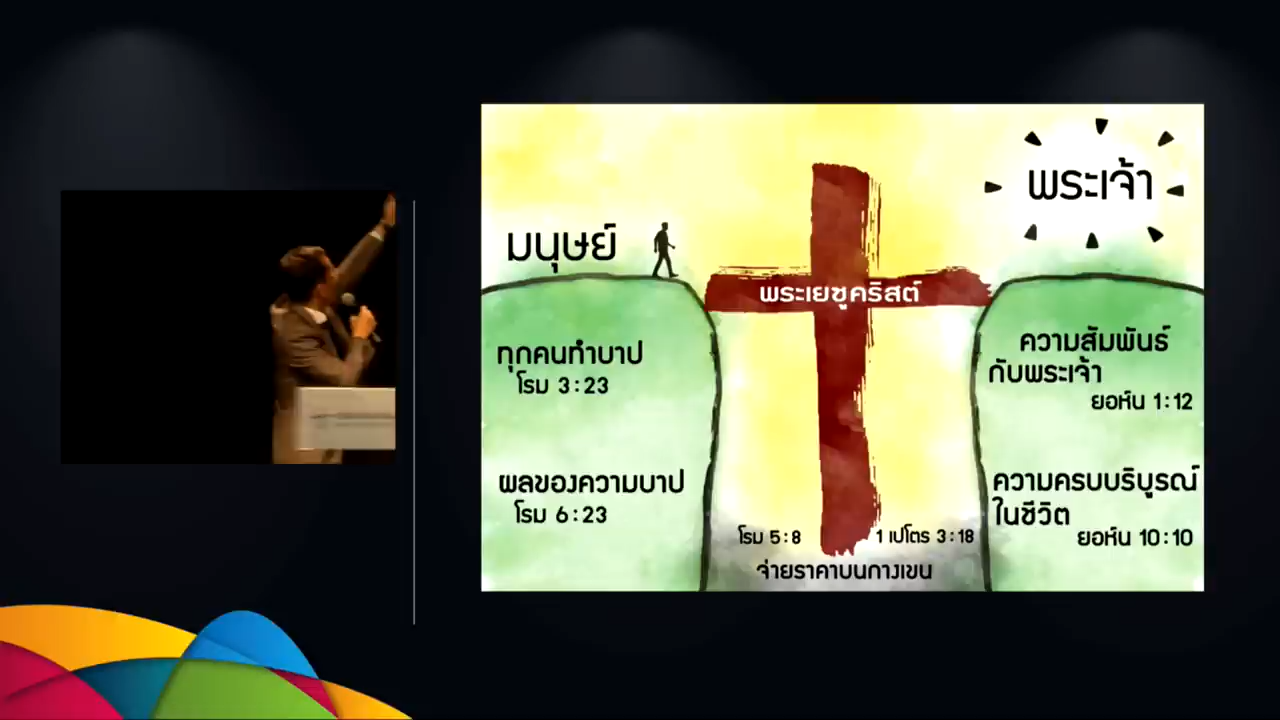 มนุษย์
ทุกคนทำบาป
โรม 3:23
ผลของความบาป
โรม 6:23
พระเยซูคริสต์
โรม 5:8
1 เปโตร 3:18
จ่ายราคาบนกางเขน
พระเจ้า
ความสัมพันธ์
กับพระเจ้า
ยอห์น 1:12
ความครบบริบูรณ์
ในชีวิต
ยอห์น 10:10